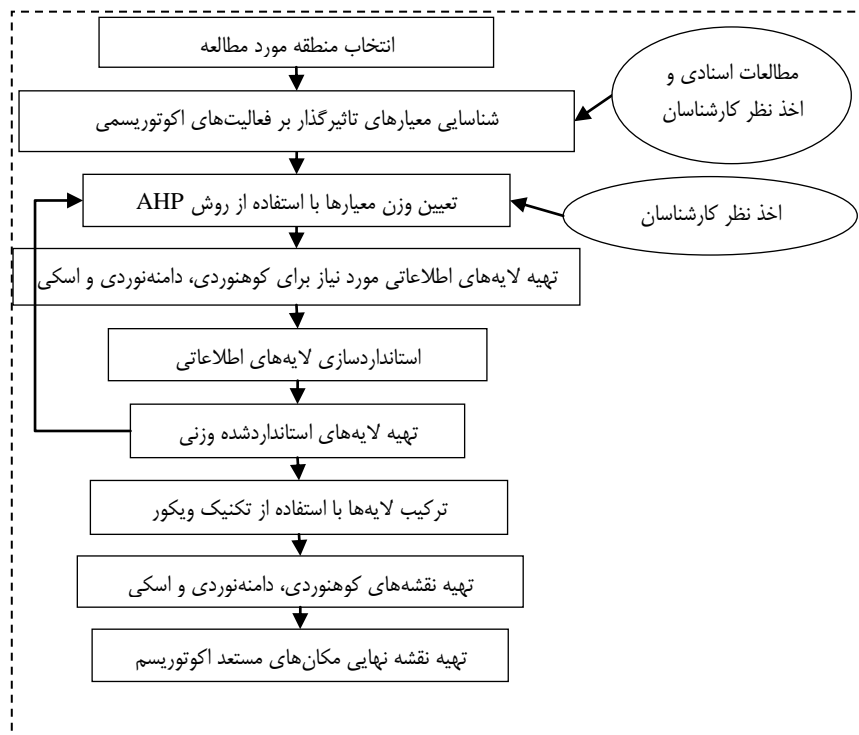 انتخاب منطقه مورد مطالعه
مطالعات اسنادی و
اخذ نظر کارشناسان
شناسایی معیارهای تاثیرگذار بر فعالیت‌های اکوتوریسمی
تعیین وزن معیارها با استفاده از روش AHP
اخذ نظر کارشناسان
تهیه لایه‌های اطلاعاتی مورد نیاز برای کوهنوردی، دامنه‌نوردی و اسکی
استانداردسازی لایه‌های اطلاعاتی
تهیه لایه‌های استانداردشده وزنی
ترکیب لایه‌ها با استفاده از تکنیک ویکور
تهیه نقشه‌های کوهنوردی، دامنه‌نوردی و اسکی
تهیه نقشه نهایی مکان‌های مستعد اکوتوریسم